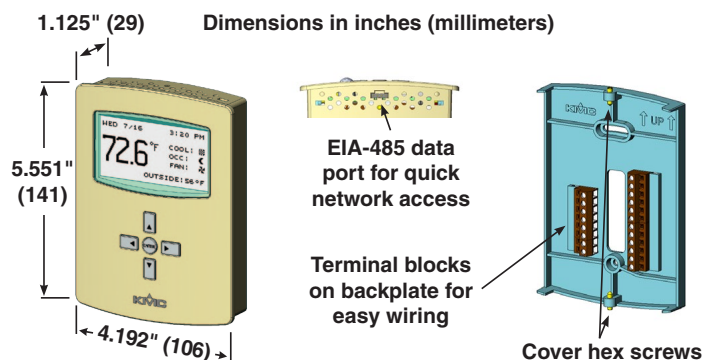 1.125" (29)
Dimensions in inches (millimeters)
WED 7/16
3:20 PM
72.6°F
COOL:
OCC:
FAN:
OUTSIDE:56°F
5.551"
(141)
4.192" (106)
KMC
EIA-485 data
port for quick
network access
Terminal blocks
on backplate for
easy wiring
KMC
↑ UP ↑
Cover hex screws